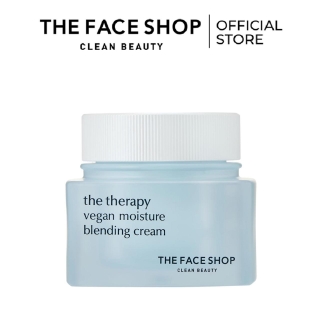 THE FACE SHOP
CLEAN BEAUTY
OFFICIAL
STORE
the therapy
vegan moisture
blending cream
THE FACE SHOP
CLEAN BEAUTY